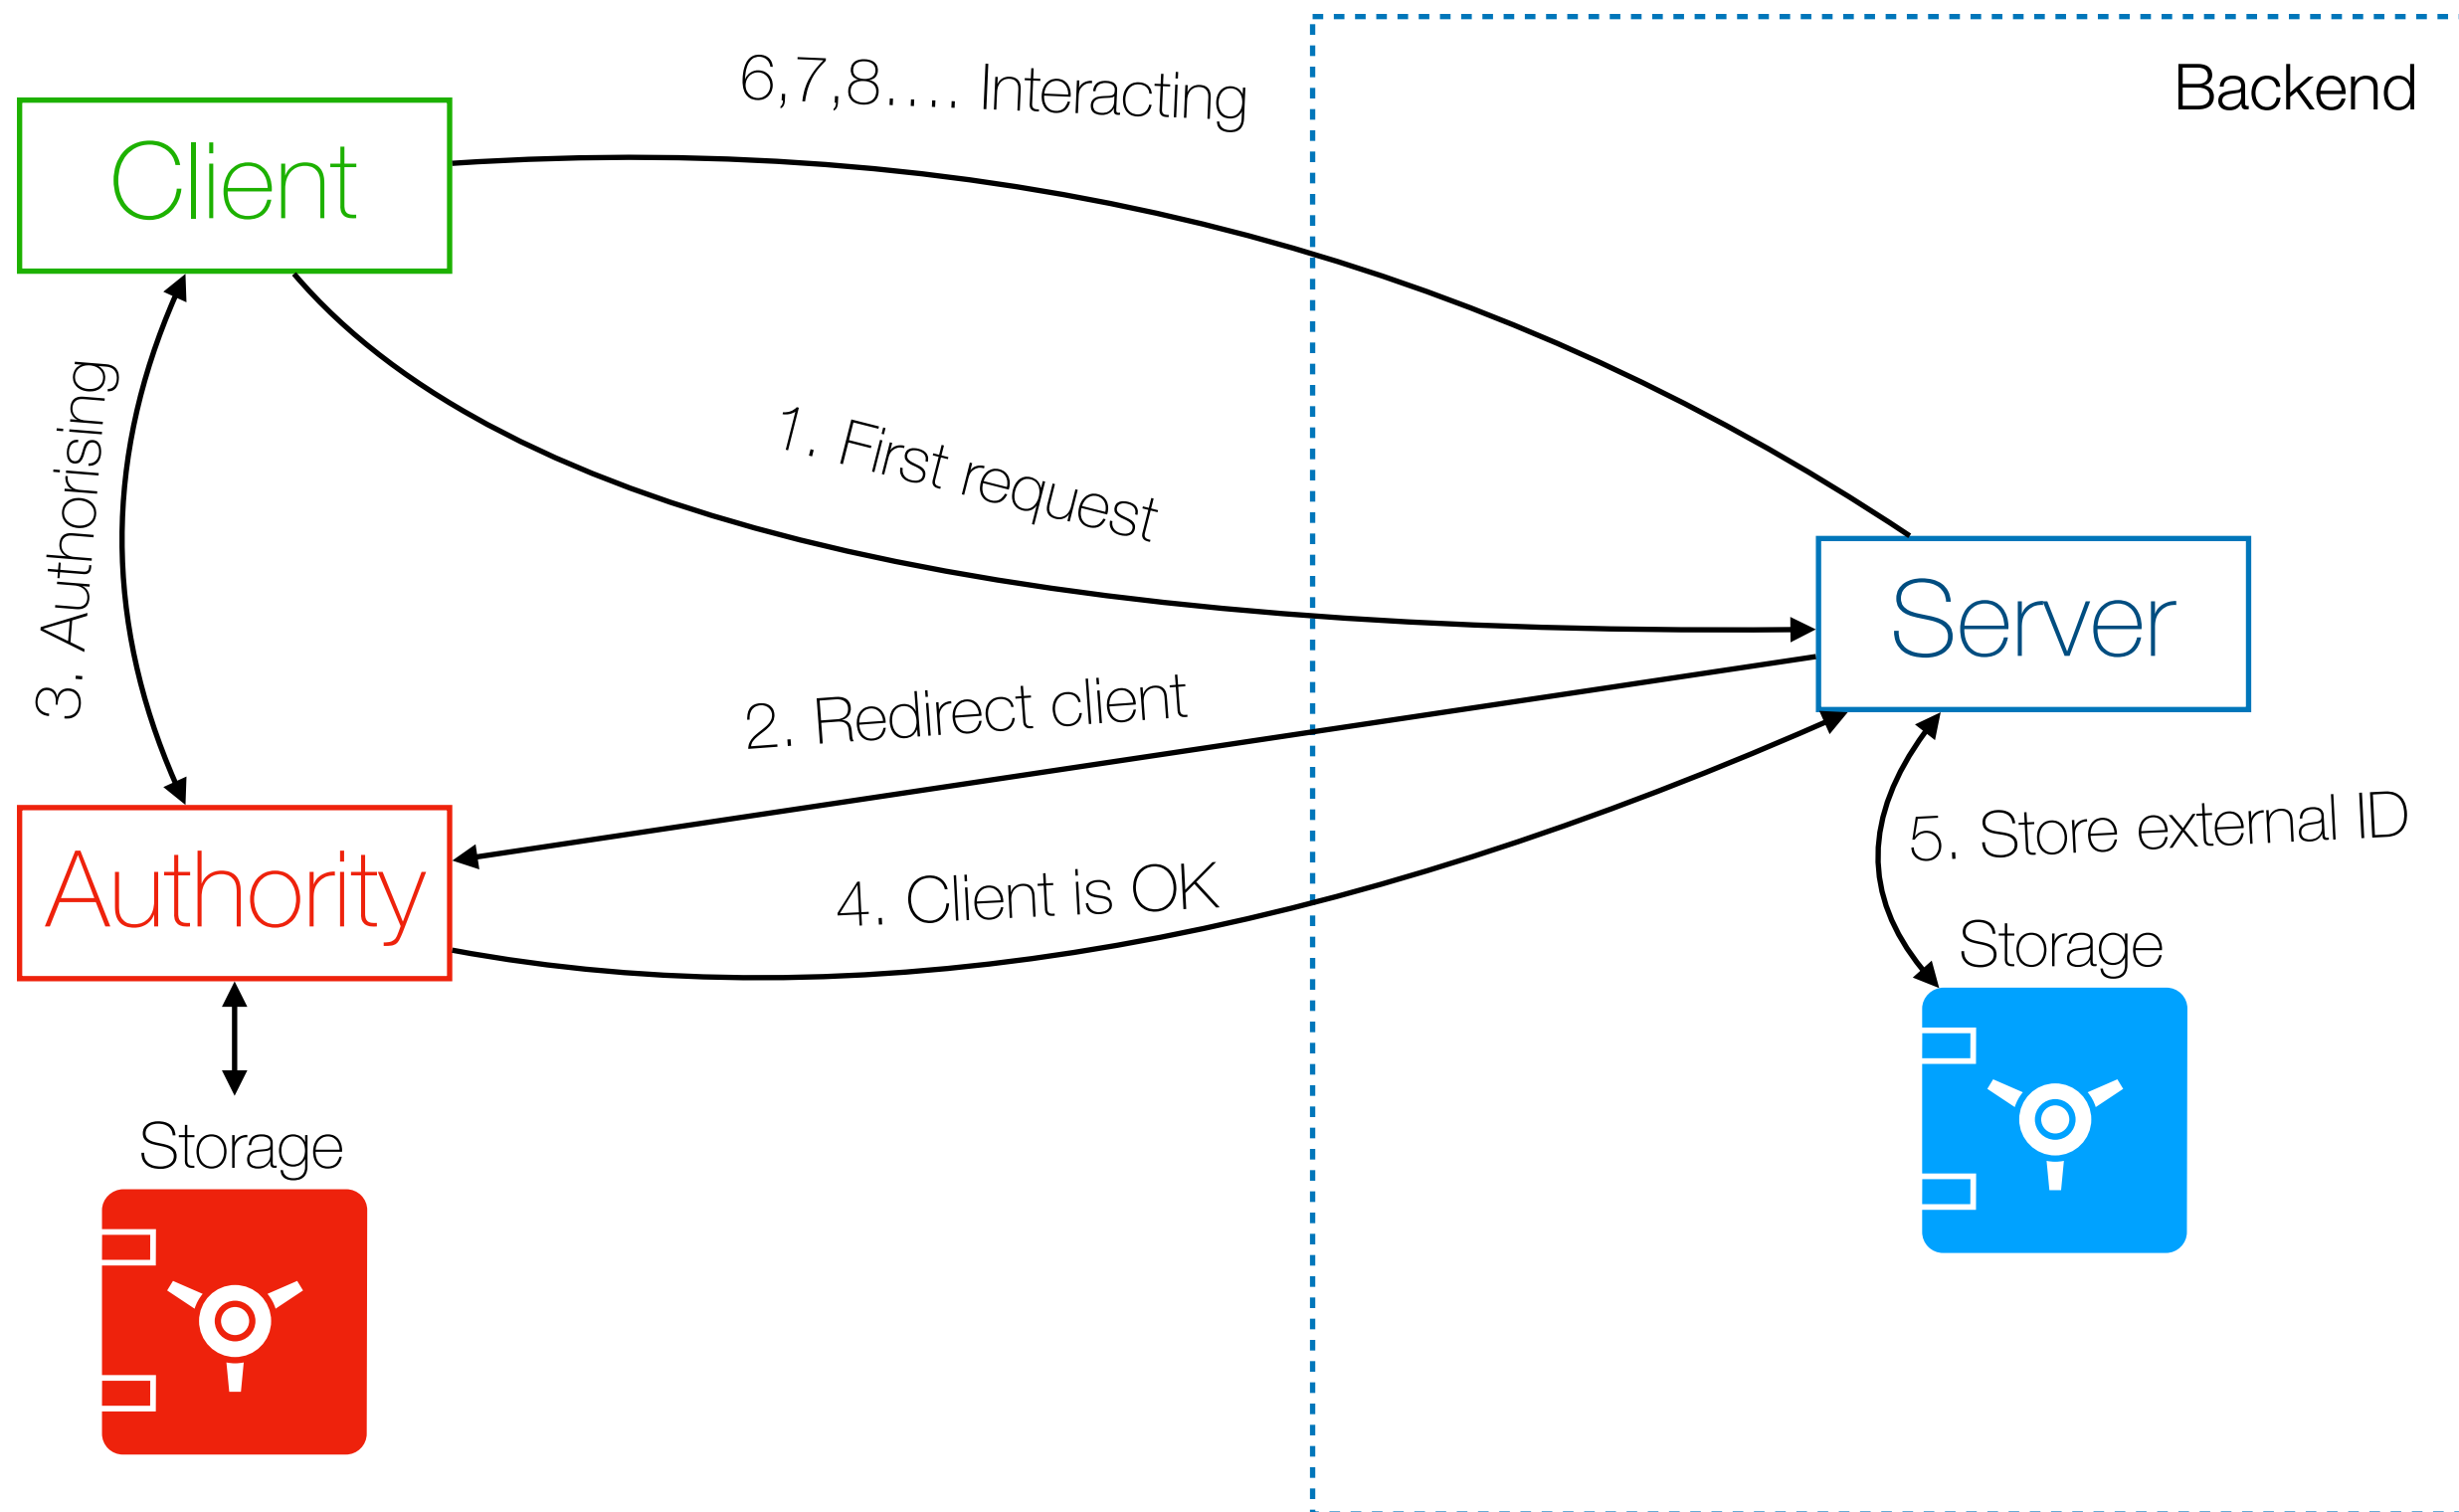 6,7,8.... Interacting
Backend
Client
1. First request
3. Authorising
Server
2. Redirect client
5. Store external ID
Authority
4. Client is OK
Storage
Storage